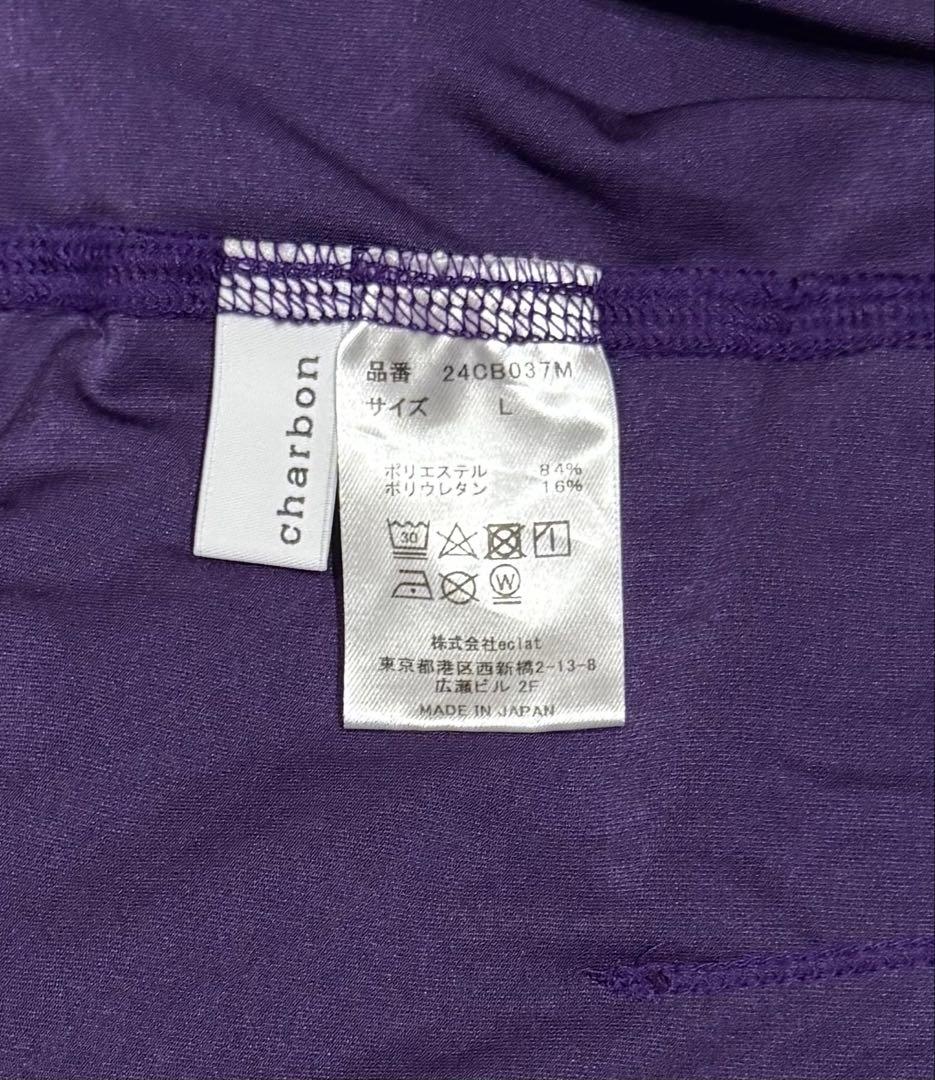 charbon
品番 24CB037M
サイズ L
ポリエステル 84%
ポリウレタン 16%
30
W
株式会社eclat
東京都港区西新橋2-13-8
広瀬ビル 2F
MADE IN JAPAN